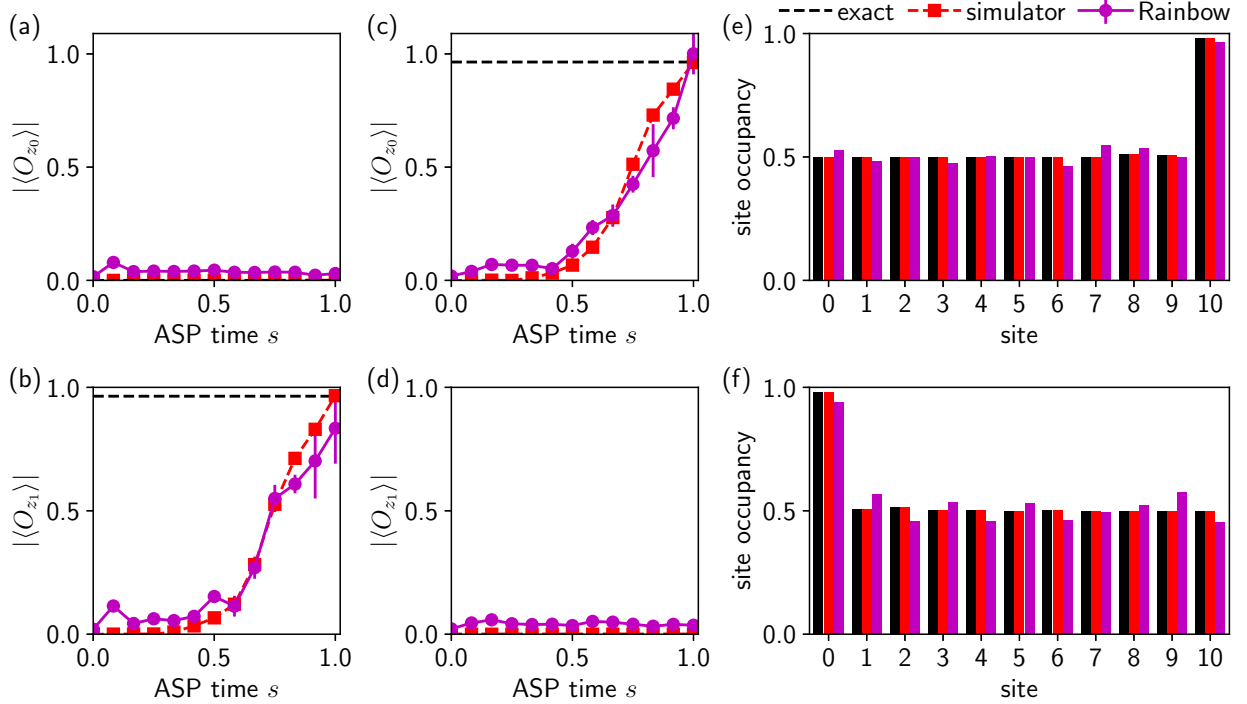 exact simulator Rainbow
(a)
1.0
0.5
0.0
|⟨O_{z_0}⟩|
0.0 0.5 1.0
ASP time s
(c)
1.0
0.5
0.0
|⟨O_{z_0}⟩|
0.0 0.5 1.0
ASP time s
(e)
1.0
0.5
0.0
site occupancy
0 1 2 3 4 5 6 7 8 9 10
site
(b)
1.0
0.5
0.0
|⟨O_{z_1}⟩|
0.0 0.5 1.0
ASP time s
(d)
1.0
0.5
0.0
|⟨O_{z_1}⟩|
0.0 0.5 1.0
ASP time s
(f)
1.0
0.5
0.0
site occupancy
0 1 2 3 4 5 6 7 8 9 10
site